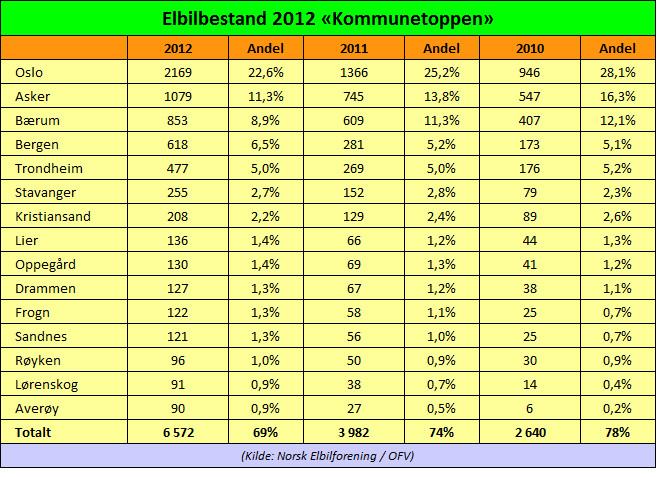 Elbilbestand 2012 «Kommunetoppen»
2012 Andel 2011 Andel 2010 Andel
Oslo 2169 22,6% 1366 25,2% 946 28,1%
Asker 1079 11,3% 745 13,8% 547 16,3%
Bærum 853 8,9% 609 11,3% 407 12,1%
Bergen 618 6,5% 281 5,2% 173 5,1%
Trondheim 477 5,0% 269 5,0% 176 5,2%
Stavanger 255 2,7% 152 2,8% 79 2,3%
Kristiansand 208 2,2% 129 2,4% 89 2,6%
Lier 136 1,4% 66 1,2% 44 1,3%
Oppegård 130 1,4% 69 1,3% 41 1,2%
Drammen 127 1,3% 67 1,2% 38 1,1%
Frogn 122 1,3% 58 1,1% 25 0,7%
Sandnes 121 1,3% 56 1,0% 25 0,7%
Røyken 96 1,0% 50 0,9% 30 0,9%
Lørenskog 91 0,9% 38 0,7% 14 0,4%
Averøy 90 0,9% 27 0,5% 6 0,2%
Totalt 6 572 69% 3 982 74% 2 640 78%
(Kilde: Norsk Elbilforening / OFV)